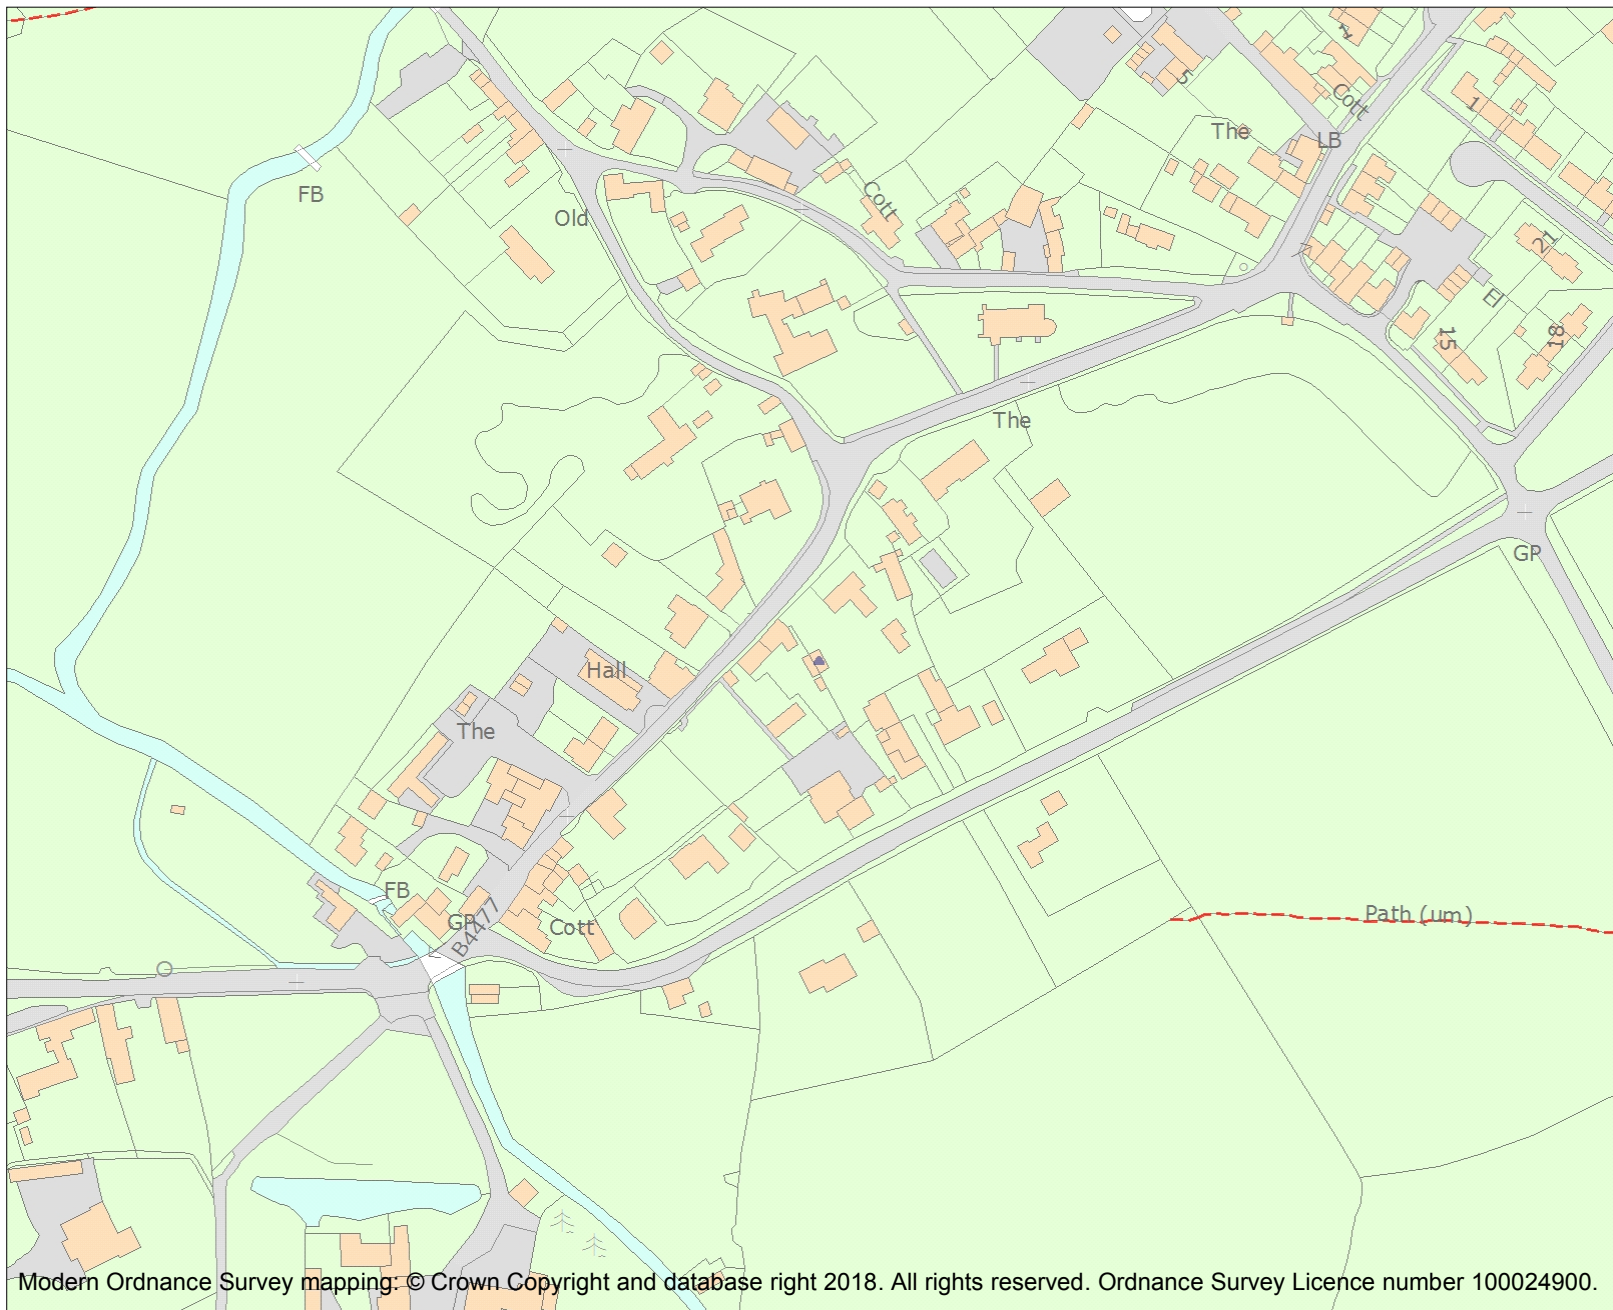 5
Cott
1
The
LB
FB
Cott
Old
21
El
15
18
The
GP
Hall
The
FB
GP
B4477
Cott
Path (um)
Modern Ordnance Survey mapping: © Crown Copyright and database right 2018. All rights reserved. Ordnance Survey Licence number 100024900.